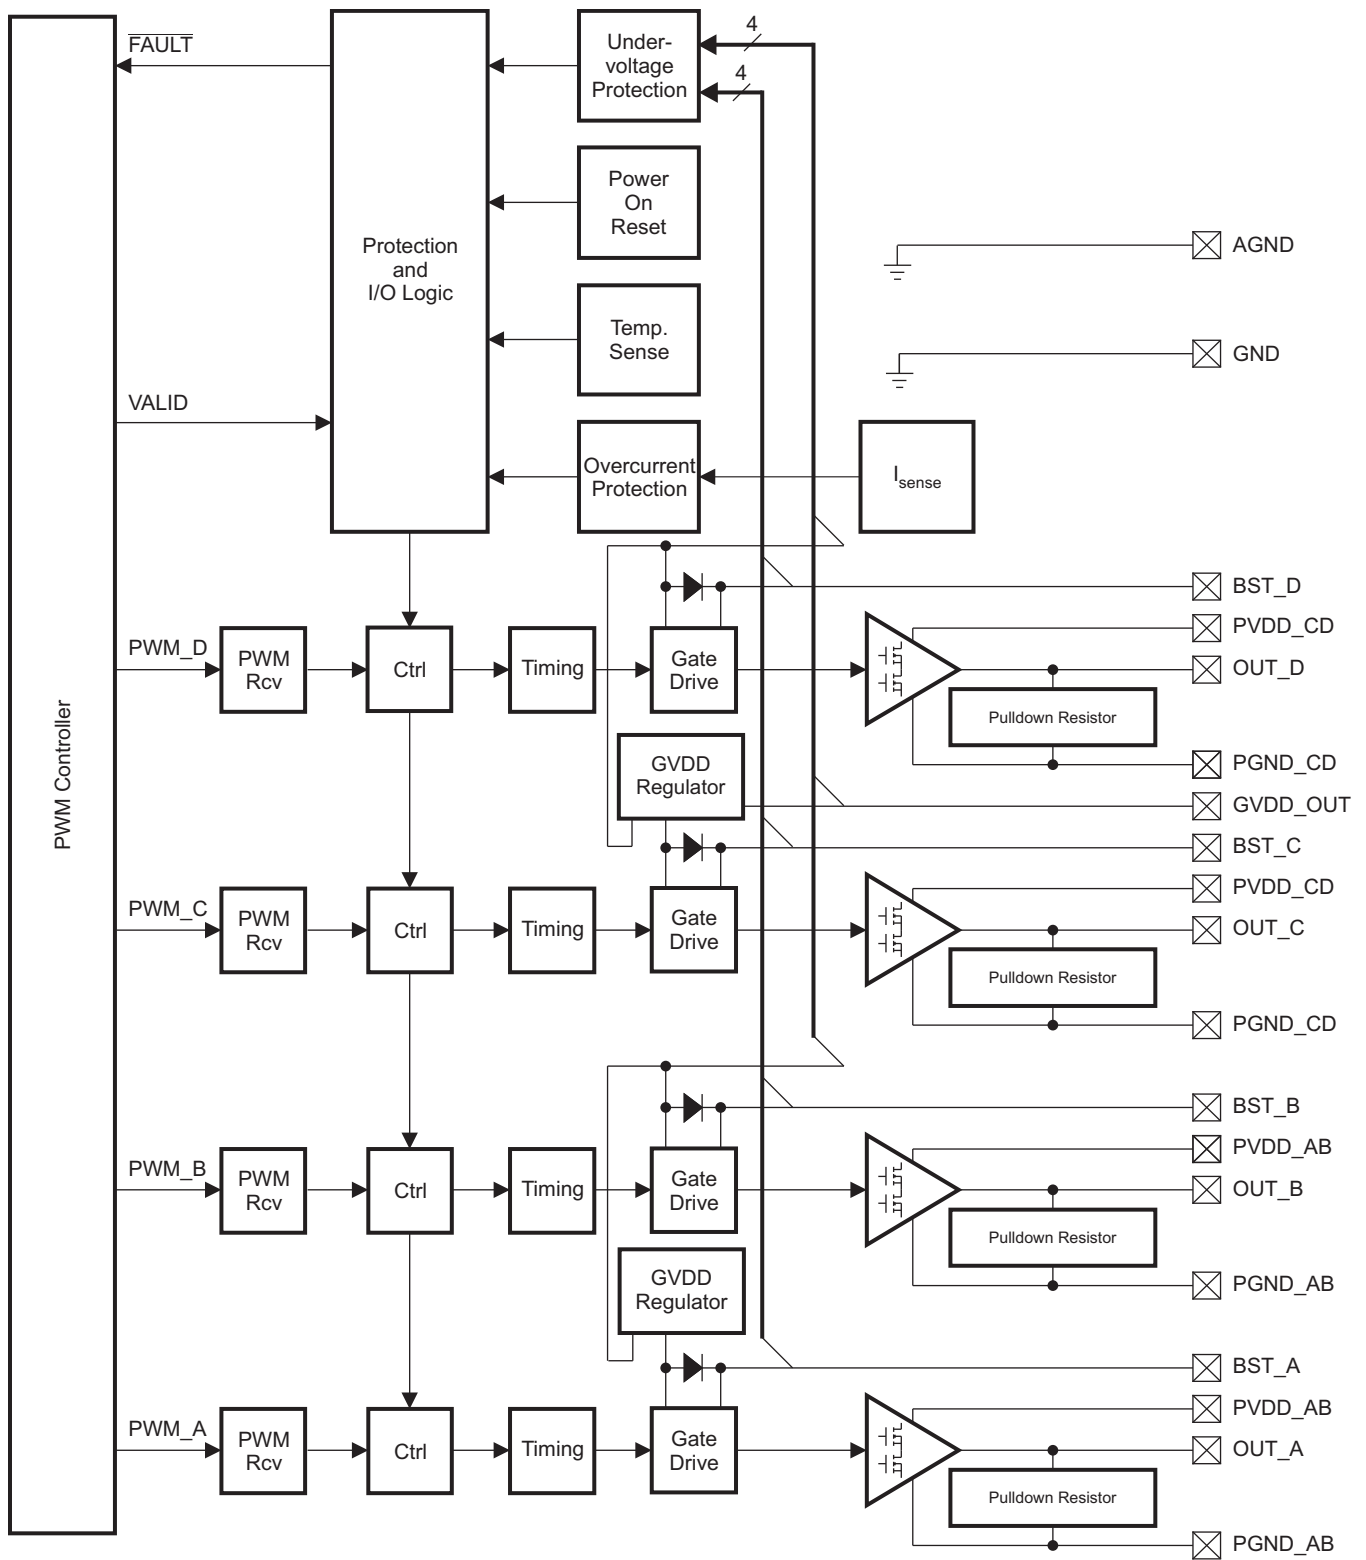 FAULT
Under-
voltage
Protection
4
4
Power
On
Reset
Protection
and
I/O Logic
AGND
Temp.
Sense
GND
VALID
Overcurrent
Protection
Isense
BST_D
PVDD_CD
PWM_D
PWM
Rcv
Ctrl
Timing
Gate
Drive
OUT_D
Pulldown Resistor
PWM Controller
GVDD
Regulator
PGND_CD
GVDD_OUT
BST_C
PVDD_CD
PWM_C
PWM
Rcv
Ctrl
Timing
Gate
Drive
OUT_C
Pulldown Resistor
PGND_CD
BST_B
PVDD_AB
PWM_B
PWM
Rcv
Ctrl
Timing
Gate
Drive
OUT_B
Pulldown Resistor
GVDD
Regulator
PGND_AB
BST_A
PVDD_AB
PWM_A
PWM
Rcv
Ctrl
Timing
Gate
Drive
OUT_A
Pulldown Resistor
PGND_AB